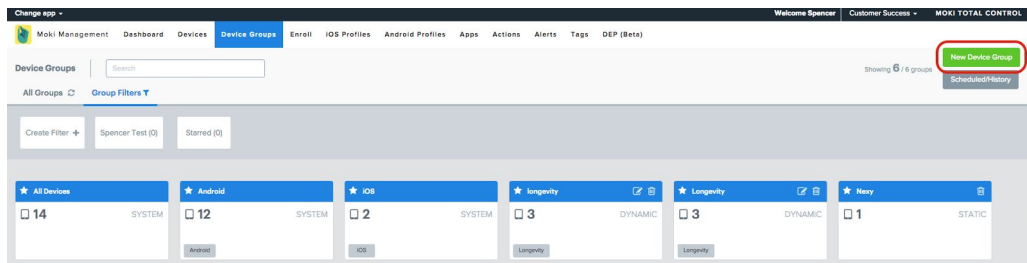 Change app
Welcome Spencer Customer Success MOKI TOTAL CONTROL
Moki Management Dashboard Devices Device Groups Enroll iOS Profiles Android Profiles Apps Actions Alerts Tags DEP (Beta)
Device Groups Search Showing 6 / 6 groups New Device Group
Scheduled/History
All Groups Group Filters
Create Filter + Spencer Test (0) Starred (0)
All Devices Android iOS longevity Longevity Nexy
14 SYSTEM 12 SYSTEM 2 SYSTEM 3 DYNAMIC 3 DYNAMIC 1 STATIC
Android iOS Longevity Longevity